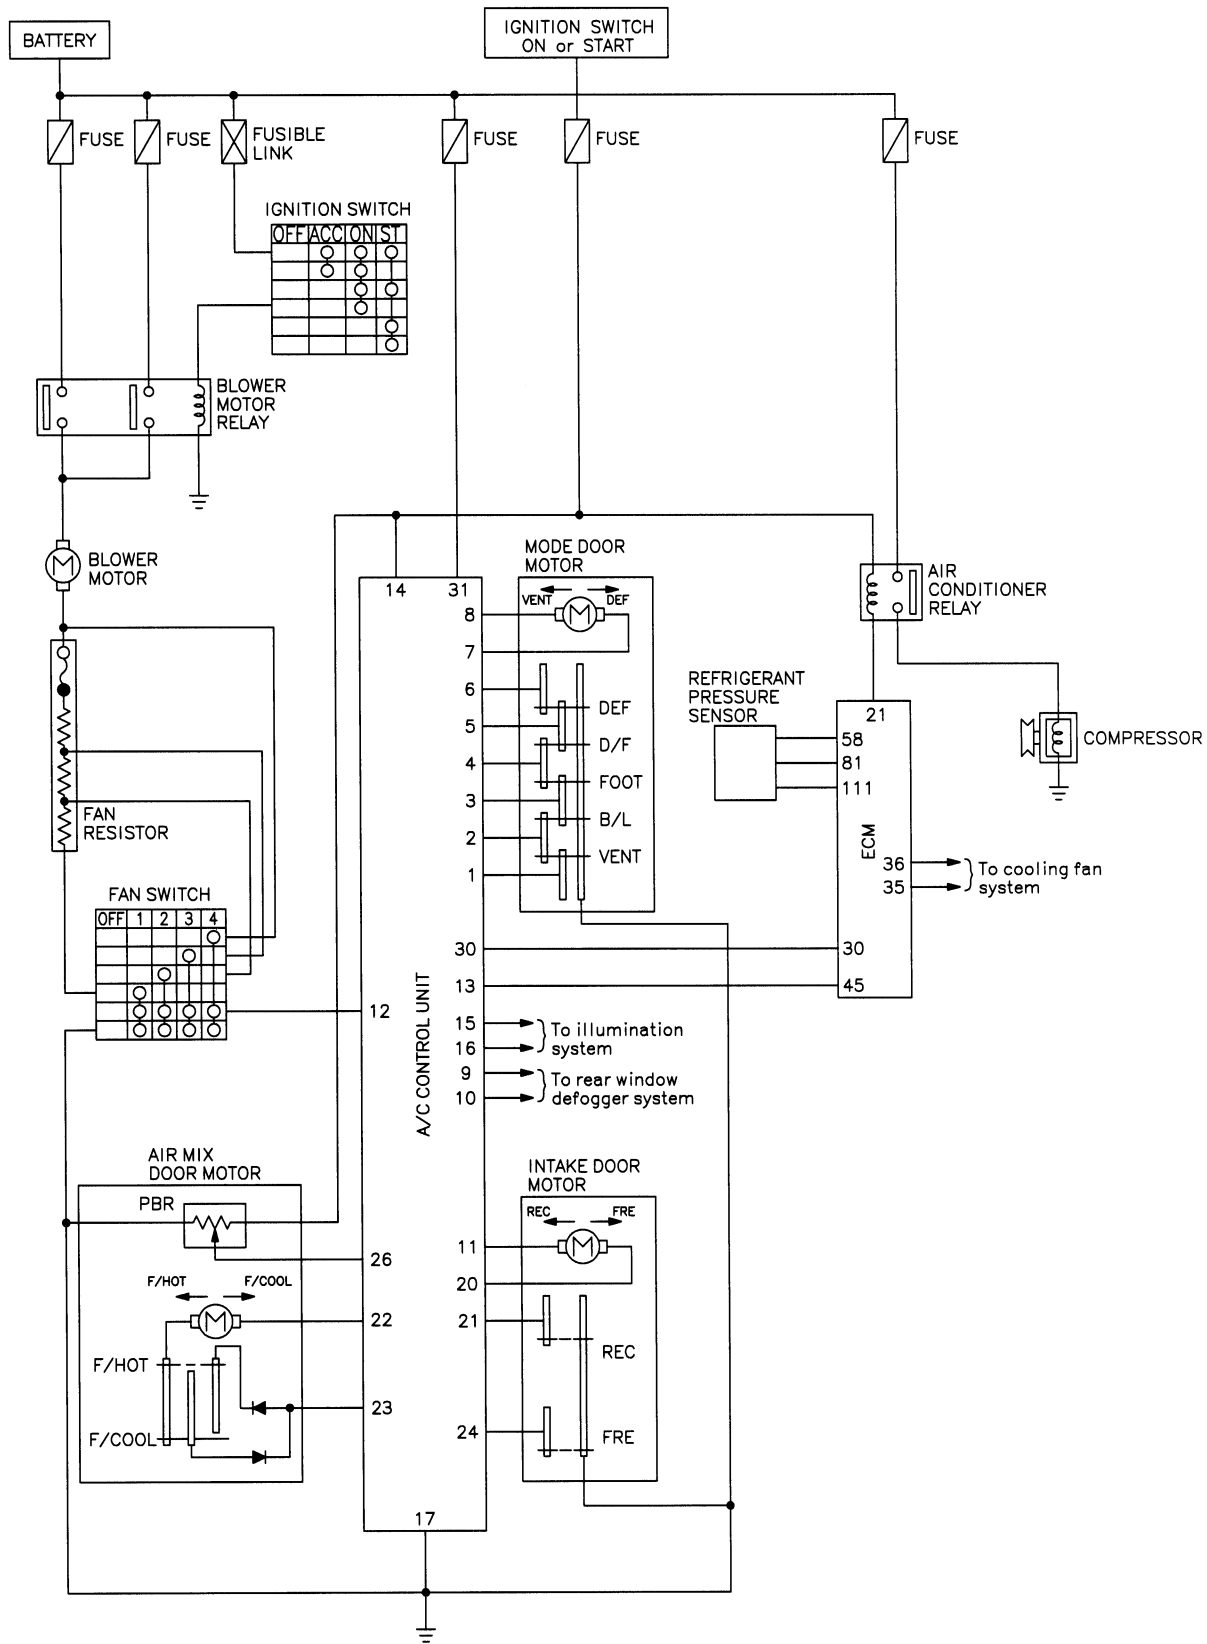 BATTERY
IGNITION SWITCH
ON or START
FUSE
FUSE
FUSIBLE
LINK
FUSE
FUSE
FUSE
IGNITION SWITCH
OFF ACC ON ST
BLOWER
MOTOR
RELAY
BLOWER
MOTOR
M
14
31
MODE DOOR
MOTOR
VENT
DEF
M
8
7
6
5
4
3
2
1
DEF
D/F
FOOT
B/L
VENT
AIR
CONDITIONER
RELAY
REFRIGERANT
PRESSURE
SENSOR
21
58
81
111
ECM
36
35
To cooling fan
system
COMPRESSOR
FAN
RESISTOR
FAN SWITCH
OFF 1 2 3 4
12
A/C CONTROL UNIT
30
30
13
45
15
16
To illumination
system
9
10
To rear window
defogger system
AIR MIX
DOOR MOTOR
PBR
26
F/HOT
F/COOL
M
22
F/HOT
23
F/COOL
INTAKE DOOR
MOTOR
REC
FRE
M
11
20
21
REC
24
FRE
17